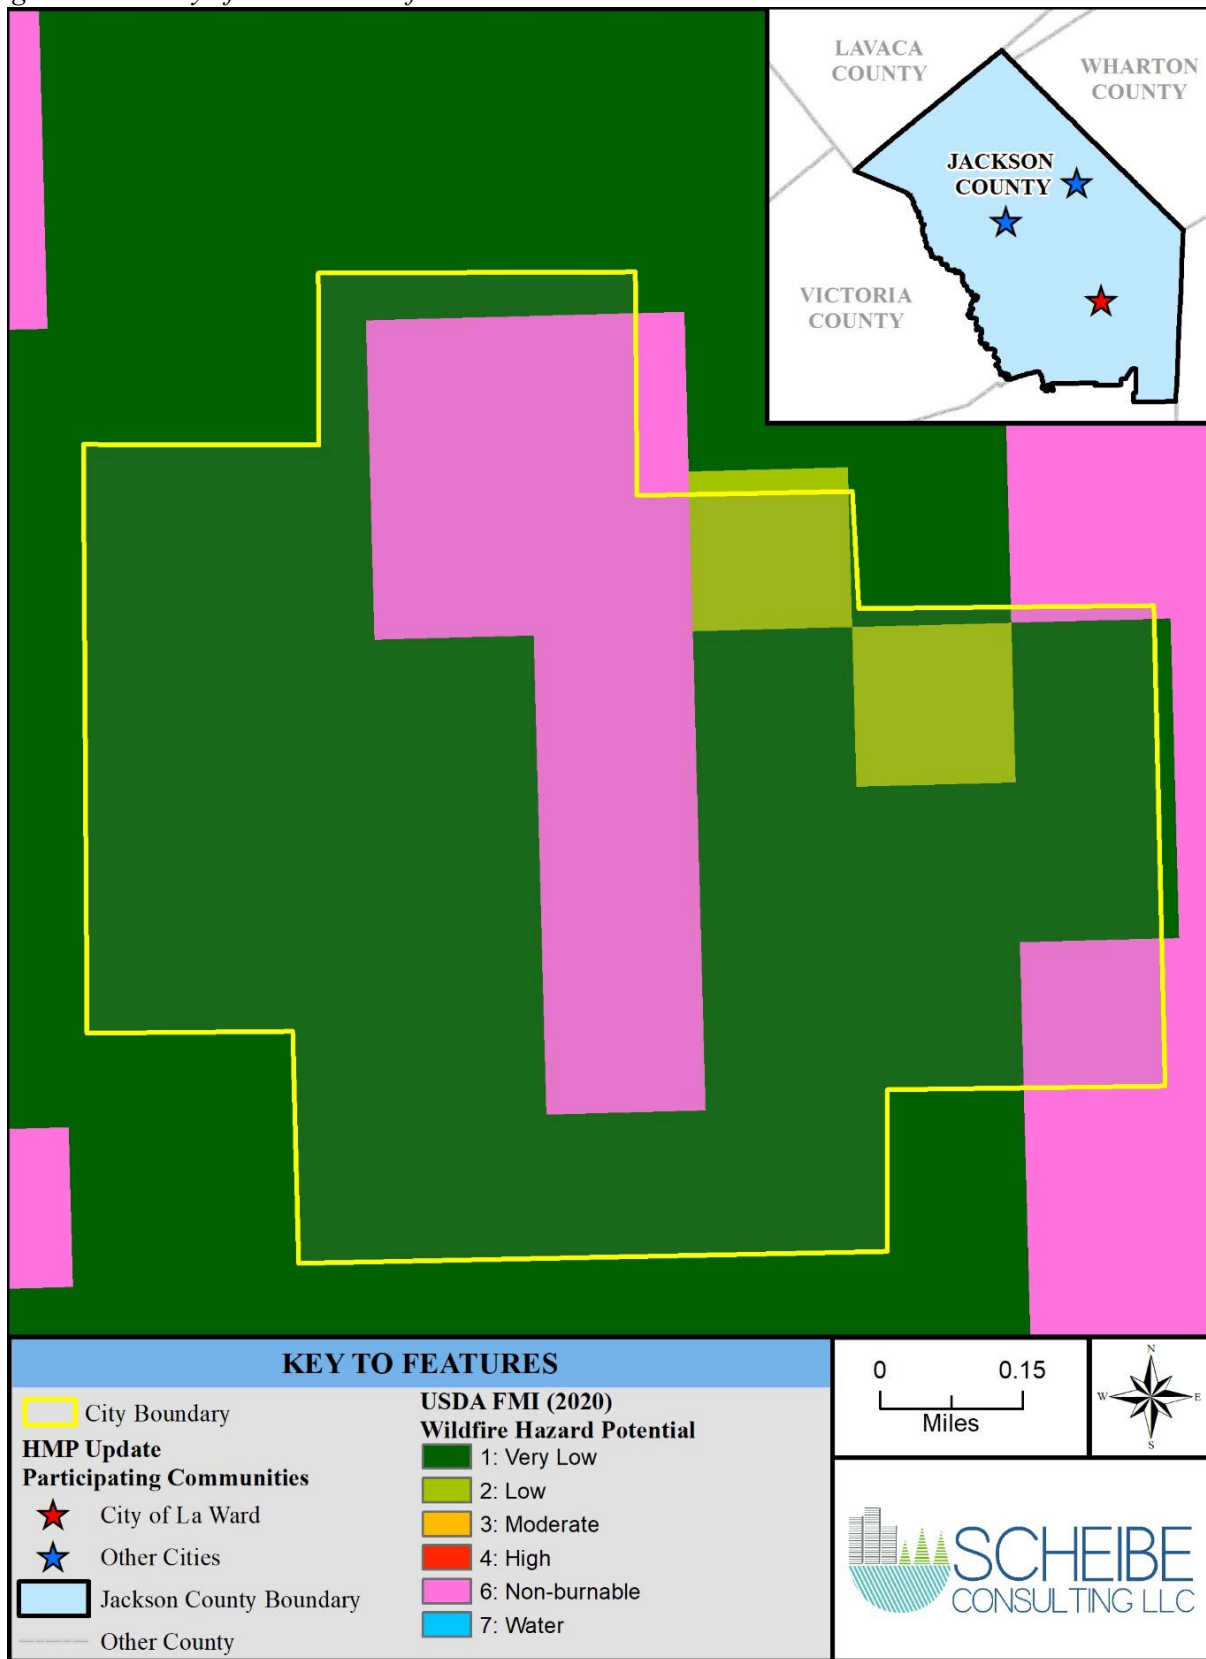 LAVACA
COUNTY
WHARTON
COUNTY
JACKSON
COUNTY
VICTORIA
COUNTY
KEY TO FEATURES
City Boundary
HMP Update
Participating Communities
City of La Ward
Other Cities
Jackson County Boundary
Other County
USDA FMI (2020)
Wildfire Hazard Potential
1: Very Low
2: Low
3: Moderate
4: High
6: Non-burnable
7: Water
0 0.15
Miles
N
W E
S
SCHEIBE
CONSULTING LLC